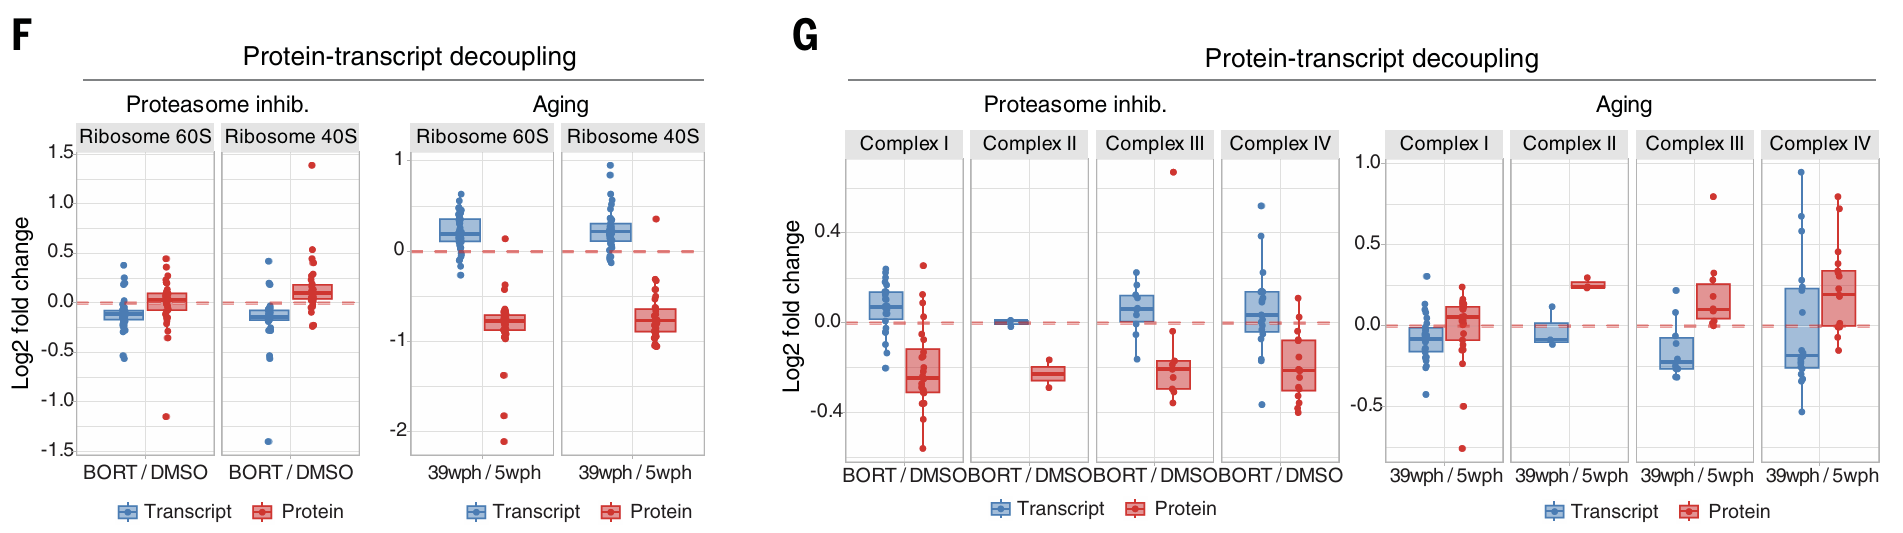 F
Protein-transcript decoupling
Proteasome inhib.
Aging
Ribosome 60S Ribosome 40S
Ribosome 60S Ribosome 40S
Log2 fold change
1.5
1.0
0.5
0.0
-0.5
-1.0
-1.5
1
0
-1
-2
BORT / DMSO BORT / DMSO
39wph / 5wph 39wph / 5wph
Transcript Protein
Transcript Protein
G
Protein-transcript decoupling
Proteasome inhib.
Aging
Complex I Complex II Complex III Complex IV
Complex I Complex II Complex III Complex IV
Log2 fold change
0.4
0.0
-0.4
1.0
0.5
0.0
-0.5
BORT / DMSO BORT / DMSO BORT / DMSO BORT / DMSO
39wph / 5wph 39wph / 5wph 39wph / 5wph 39wph / 5wph
Transcript Protein
Transcript Protein